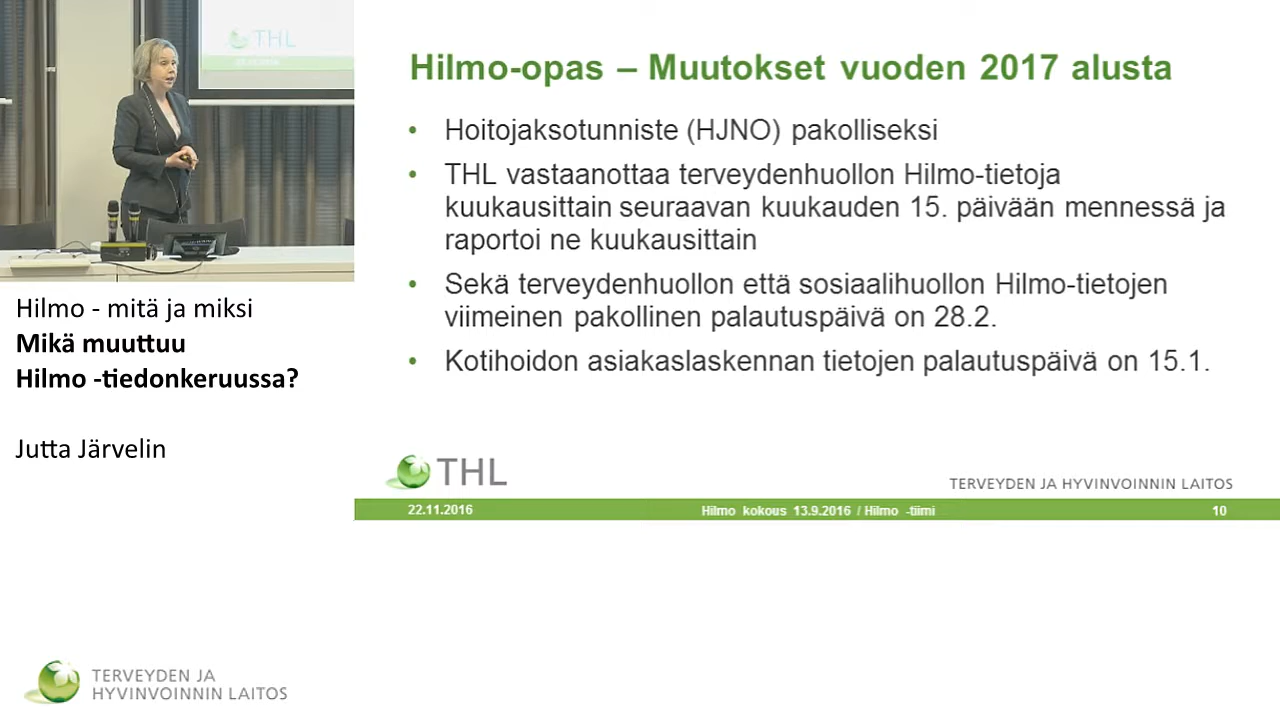 THL
Hilmo - mitä ja miksi
Mikä muuttuu
Hilmo -tiedonkeruussa?
Jutta Järvelin
Hilmo-opas – Muutokset vuoden 2017 alusta
• Hoitojaksotunniste (HJNO) pakolliseksi
• THL vastaanottaa terveydenhuollon Hilmo-tietoja
kuukausittain seuraavan kuukauden 15. päivään mennessä ja
raportoi ne kuukausittain
• Sekä terveydenhuollon että sosiaalihuollon Hilmo-tietojen
viimeinen pakollinen palautuspäivä on 28.2.
• Kotihoidon asiakaslaskennan tietojen palautuspäivä on 15.1.
THL
TERVEYDEN JA HYVINVOINNIN LAITOS
22.11.2016 Hilmo kokous 13.9.2016 / Hilmo -tiimi 10
TERVEYDEN JA
HYVINVOINNIN LAITOS